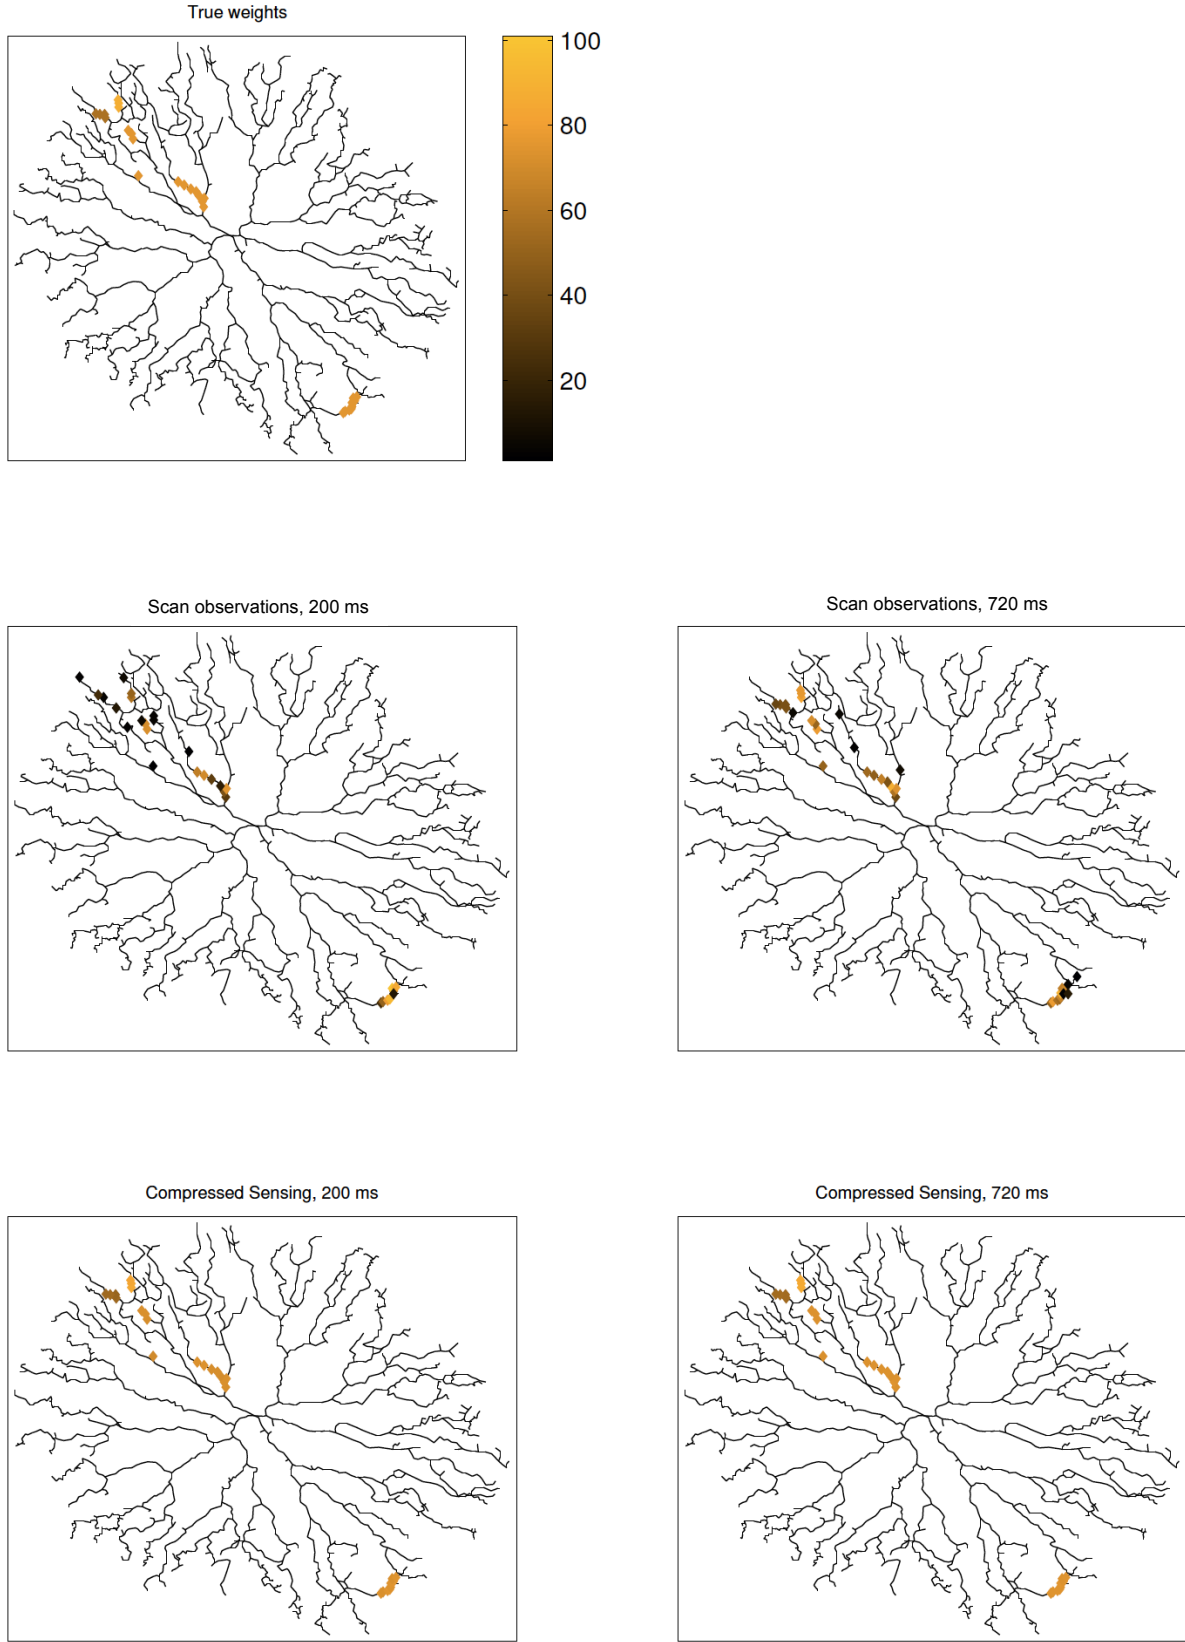 True weights
100
80
60
40
20
Scan observations, 200 ms
Scan observations, 720 ms
Compressed Sensing, 200 ms
Compressed Sensing, 720 ms